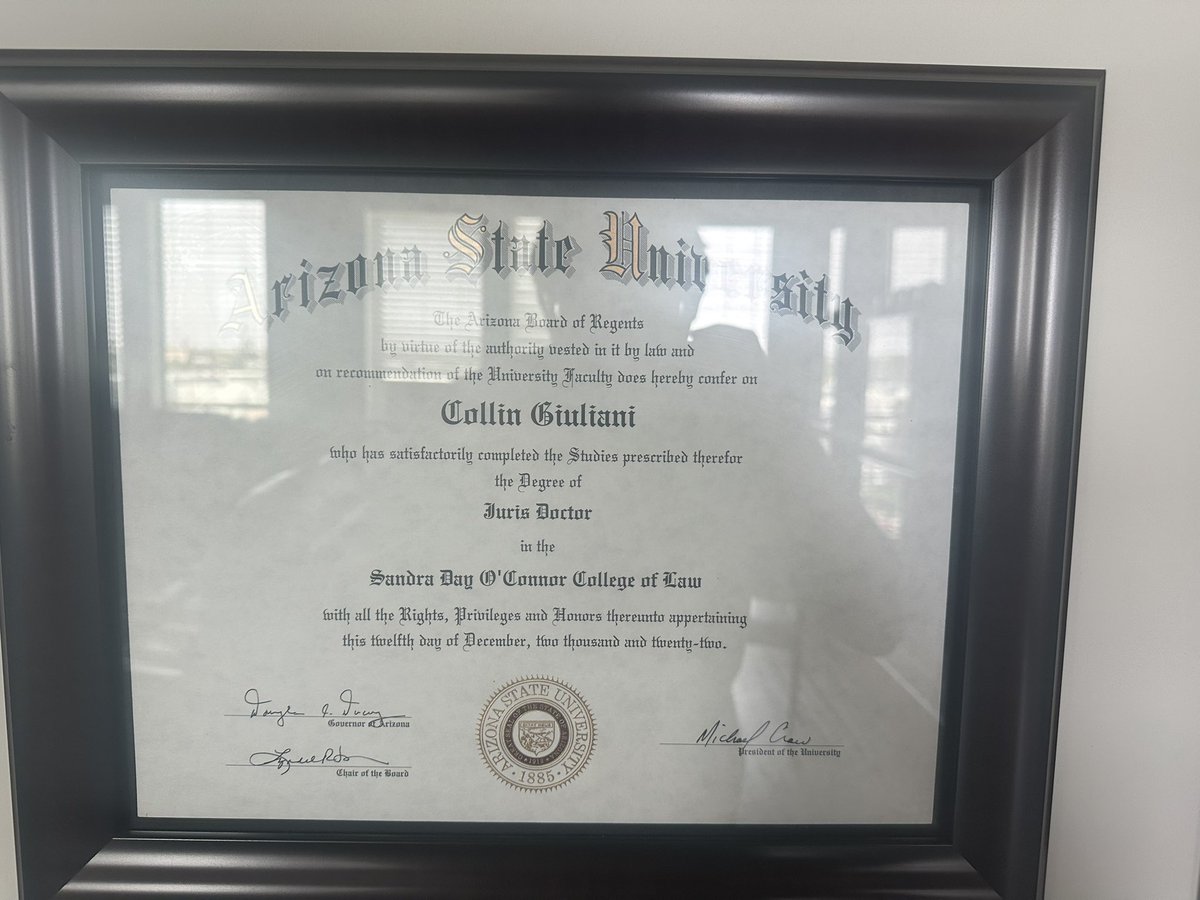 Arizona State University
The Arizona Board of Regents
by virtue of the authority vested in it by law and
on recommendation of the University Faculty does hereby confer on
Collin Giuliani
who has satisfactorily completed the Studies prescribed therefor
the Degree of
Juris Doctor
in the
Sandra Day O'Connor College of Law
with all the Rights, Privileges and Honors thereunto appertaining
this twelfth day of December, two thousand and twenty-two.
Governor of Arizona
Chair of the Board
ARIZONA STATE UNIVERSITY
1885
Michael Crow
President of the University